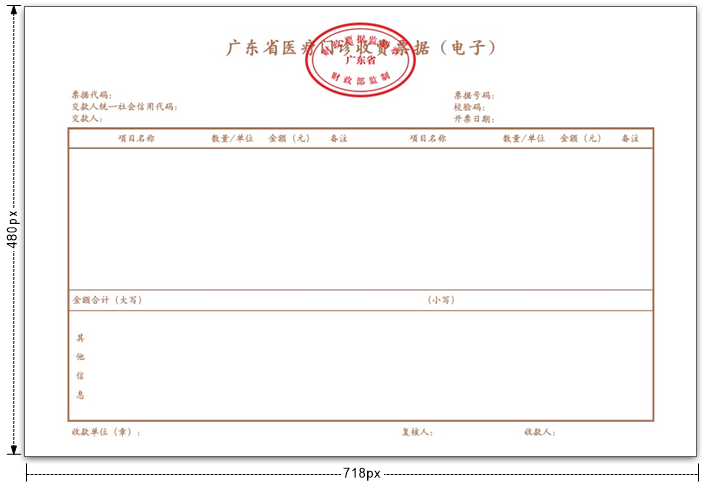 广东省医疗门诊收费票据（电子）
财政票据监制章
广东省
财政部监制
票据代码： 票据号码：
交款人统一社会信用代码： 校验码：
交款人： 开票日期：
项目名称 数量/单位 金额（元） 备注 项目名称 数量/单位 金额（元） 备注
金额合计（大写） （小写）
其
他
信
息
收款单位（章）： 复核人： 收款人：
480px
718px